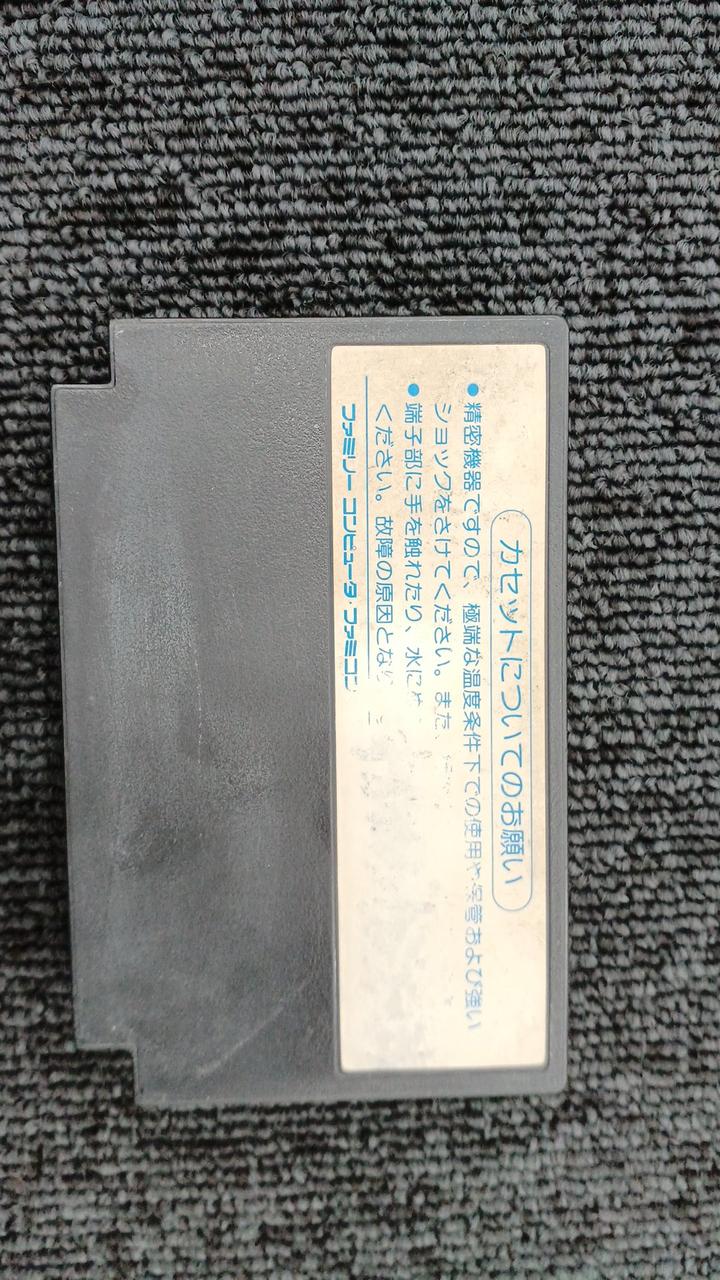 カセットについてのお願い
●精密機器ですので、極端な温度条件下での使用や保管および強い
ショックをさけてください。また、
●端子部に手を触れたり、水に
ください。故障の原因とな
ファミリー コンピュータ・ファミコン